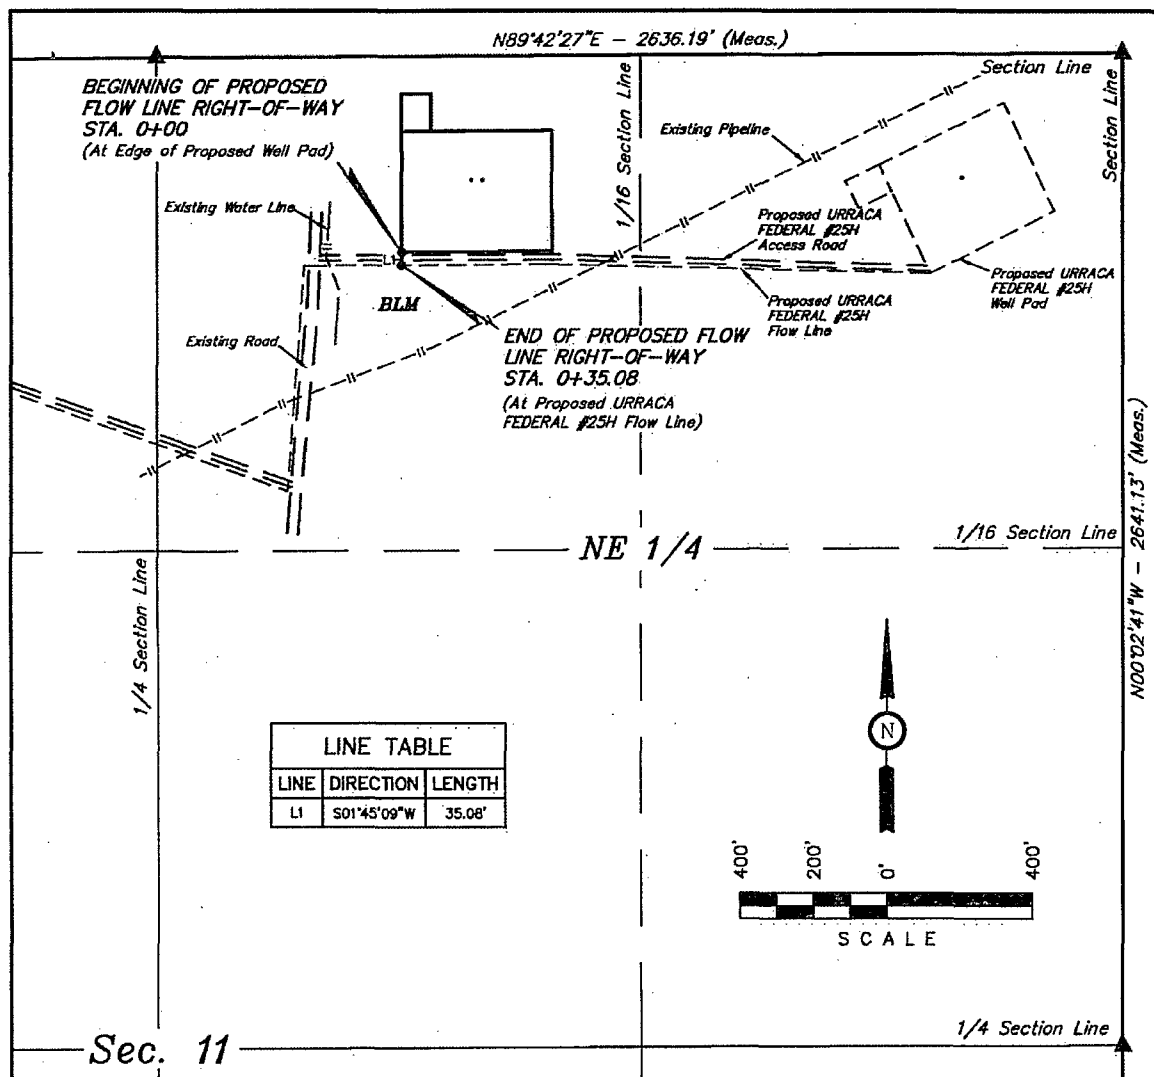 N89°42'27"E - 2636.19' (Meas.)
Section Line
BEGINNING OF PROPOSED
FLOW LINE RIGHT-OF-WAY
STA. 0+00
(At Edge of Proposed Well Pad)
1/16 Section Line
Section Line
Existing Pipeline
Existing Water Line
Proposed URRACA
FEDERAL #25H
Access Road
L1
BLM
Proposed URRACA
FEDERAL #25H
Well Pad
Proposed URRACA
FEDERAL #25H
Flow Line
Existing Road
END OF PROPOSED FLOW
LINE RIGHT-OF-WAY
STA. 0+35.08
(At Proposed URRACA
FEDERAL #25H Flow Line)
N00°02'41"W - 2641.13' (Meas.)
1/16 Section Line
NE 1/4
1/4 Section Line
N
LINE TABLE
LINE DIRECTION LENGTH
L1 S01°45'09"W 35.08'
400' 200' 0' 400'
SCALE
1/4 Section Line
Sec. 11